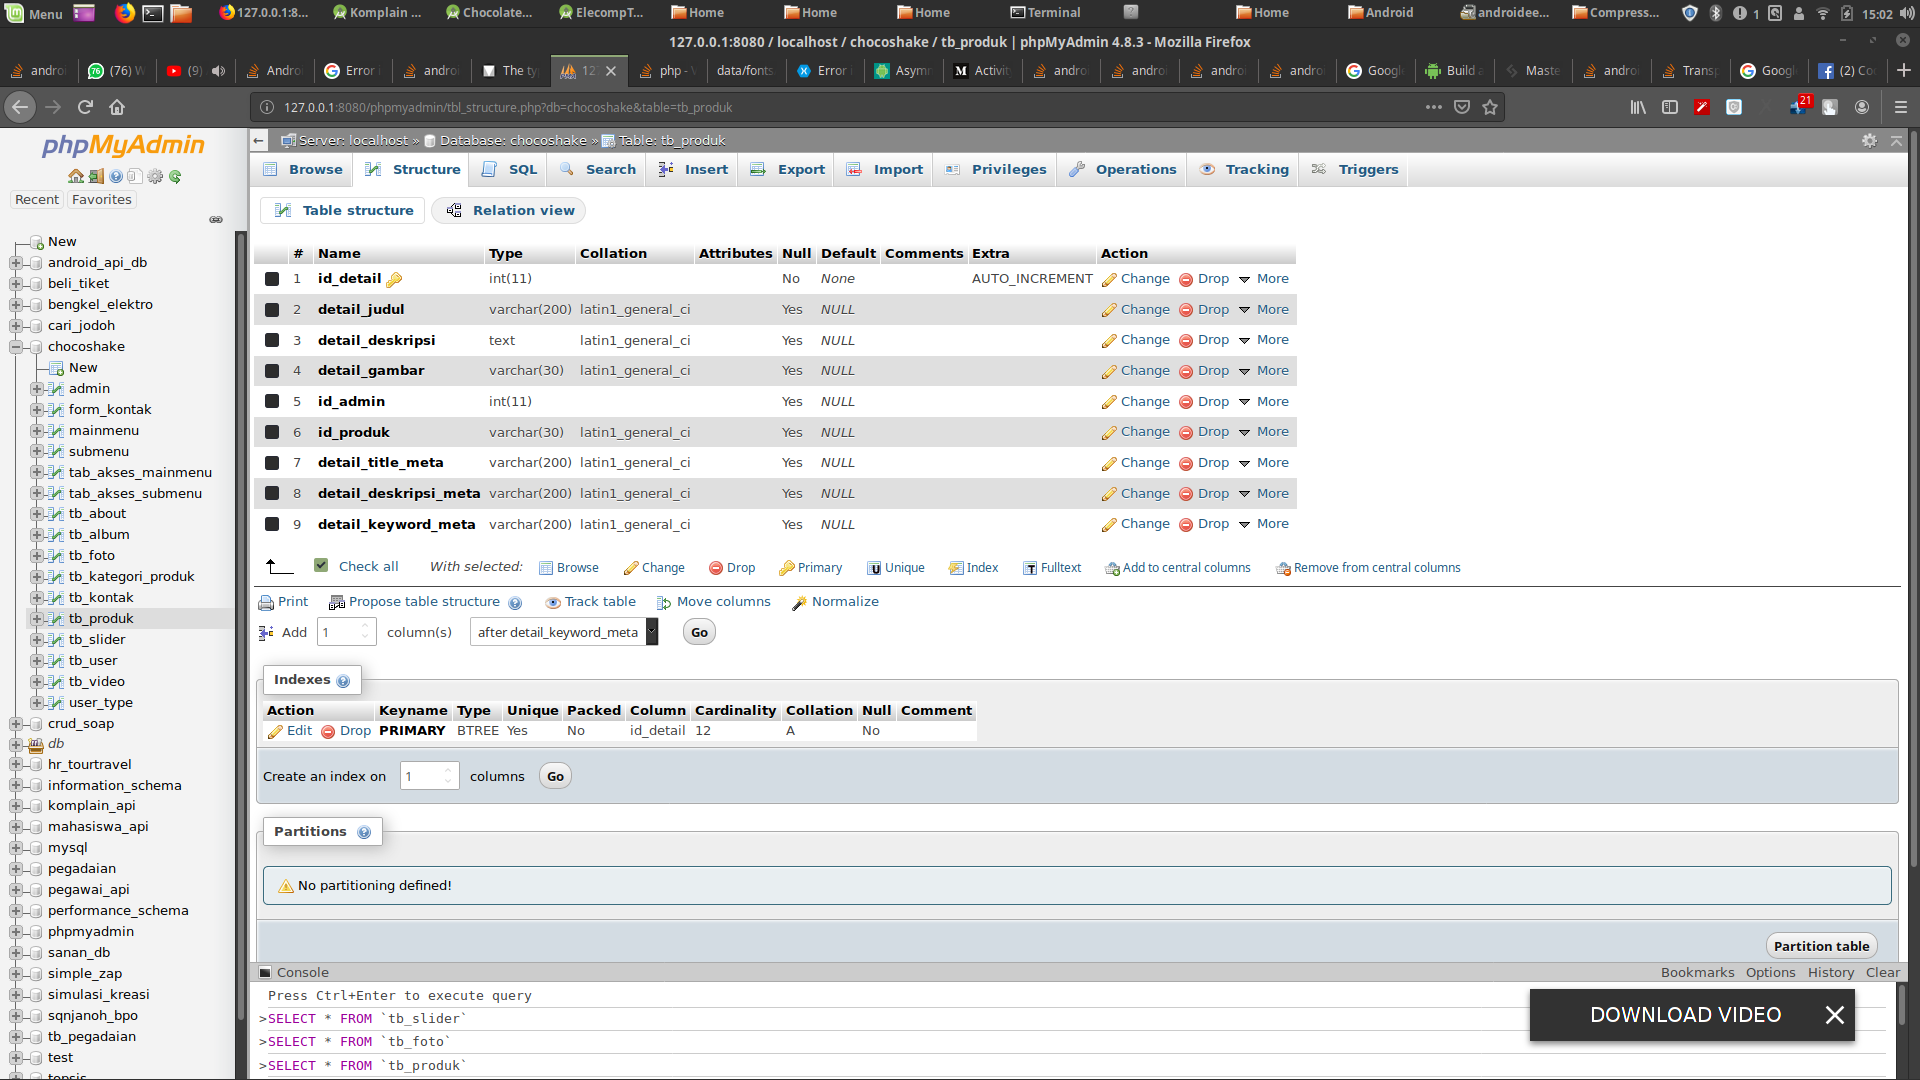 Menu
127.0.0.1:8...
Komplain ...
Chocolate...
ElecompT...
Home
Home
Home
Terminal
Home
Android
androidee...
Compress...
1
15:02
127.0.0.1:8080 / localhost / chocoshake / tb_produk | phpMyAdmin 4.8.3 - Mozilla Firefox
andro
(76) W
(9)
Andro
Error
andro
The ty
12
php -
data/fonts
Error
Asym
Activi
andro
andro
andro
andro
Googl
Build a
Maste
andro
Trans
Googl
(2) Co
127.0.0.1:8080/phpmyadmin/tbl_structure.php?db=chocoshake&table=tb_produk
21
phpMyAdmin
Recent
Favorites
New
android_api_db
beli_tiket
bengkel_elektro
cari_jodoh
chocoshake
New
admin
form_kontak
mainmenu
submenu
tab_akses_mainmenu
tab_akses_submenu
tb_about
tb_album
tb_foto
tb_kategori_produk
tb_kontak
tb_produk
tb_slider
tb_user
tb_video
user_type
crud_soap
db
hr_tourtravel
information_schema
komplain_api
mahasiswa_api
mysql
pegadaian
pegawai_api
performance_schema
phpmyadmin
sanan_db
simple_zap
simulasi_kreasi
sqnjanoh_bpo
tb_pegadaian
test
topsis
Server: localhost » Database: chocoshake » Table: tb_produk
Browse Structure SQL Search Insert Export Import Privileges Operations Tracking Triggers
Table structure Relation view
# Name Type Collation Attributes Null Default Comments Extra Action
1 id_detail int(11) No None AUTO_INCREMENT Change Drop More
2 detail_judul varchar(200) latin1_general_ci Yes NULL Change Drop More
3 detail_deskripsi text latin1_general_ci Yes NULL Change Drop More
4 detail_gambar varchar(30) latin1_general_ci Yes NULL Change Drop More
5 id_admin int(11) Yes NULL Change Drop More
6 id_produk varchar(30) latin1_general_ci Yes NULL Change Drop More
7 detail_title_meta varchar(200) latin1_general_ci Yes NULL Change Drop More
8 detail_deskripsi_meta varchar(200) latin1_general_ci Yes NULL Change Drop More
9 detail_keyword_meta varchar(200) latin1_general_ci Yes NULL Change Drop More
Check all With selected: Browse Change Drop Primary Unique Index Fulltext Add to central columns Remove from central columns
Print Propose table structure Track table Move columns Normalize
Add 1 column(s) after detail_keyword_meta Go
Indexes
Action Keyname Type Unique Packed Column Cardinality Collation Null Comment
Edit Drop PRIMARY BTREE Yes No id_detail 12 A No
Create an index on 1 columns Go
Partitions
No partitioning defined!
Partition table
Console Bookmarks Options History Clear
Press Ctrl+Enter to execute query
>SELECT * FROM `tb_slider`
>SELECT * FROM `tb_foto`
>SELECT * FROM `tb_produk`
DOWNLOAD VIDEO